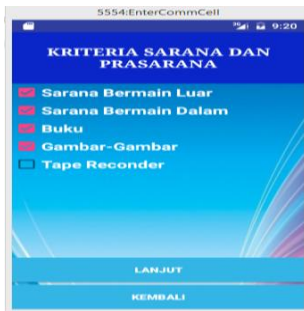 5554:EnterCommCell
9:20
KRITERIA SARANA DAN
PRASARANA
Sarana Bermain Luar
Sarana Bermain Dalam
Buku
Gambar-Gambar
Tape Reconder
LANJUT
KEMBALI